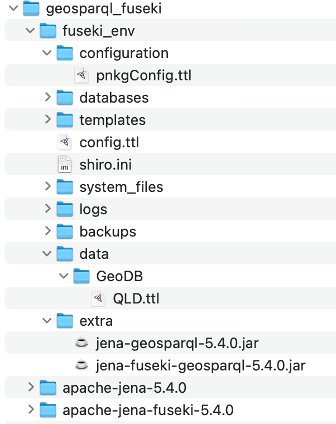 geosparql_fuseki
fuseki_env
configuration
pnkgConfig.ttl
databases
templates
config.ttl
shiro.ini
system_files
logs
backups
data
GeoDB
QLD.ttl
extra
jena-geosparql-5.4.0.jar
jena-fuseki-geosparql-5.4.0.jar
apache-jena-5.4.0
apache-jena-fuseki-5.4.0